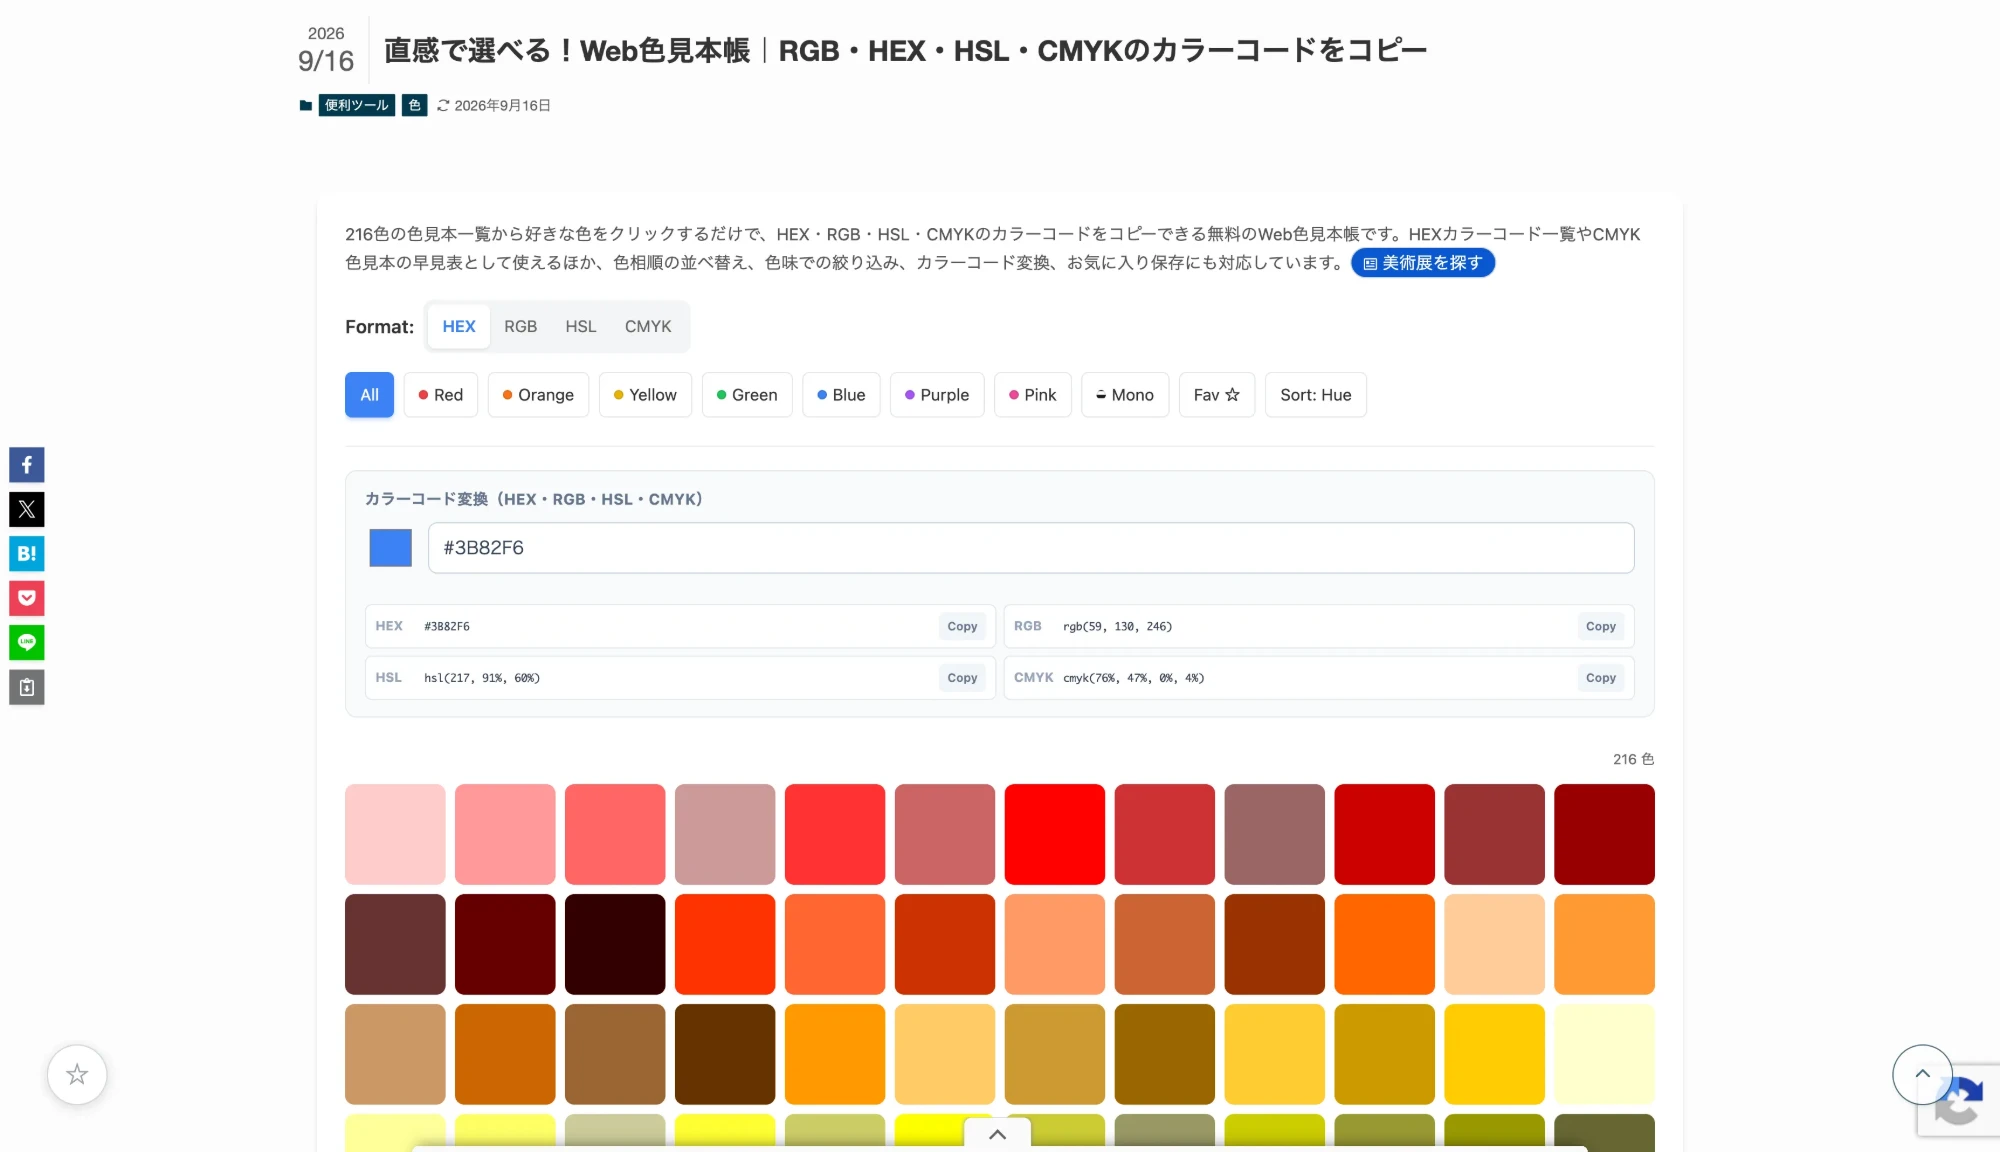 2026
9/16
直感で選べる！Web色見本帳｜RGB・HEX・HSL・CMYKのカラーコードをコピー
便利ツール 色 2026年9月16日
216色の色見本一覧から好きな色をクリックするだけで、HEX・RGB・HSL・CMYKのカラーコードをコピーできる無料のWeb色見本帳です。HEXカラーコード一覧やCMYK
色見本の早見表として使えるほか、色相順の並べ替え、色味での絞り込み、カラーコード変換、お気に入り保存にも対応しています。 美術展を探す
Format: HEX RGB HSL CMYK
All Red Orange Yellow Green Blue Purple Pink Mono Fav ☆ Sort: Hue
カラーコード変換（HEX・RGB・HSL・CMYK）
#3B82F6
HEX #3B82F6 Copy RGB rgb(59, 130, 246) Copy
HSL hsl(217, 91%, 60%) Copy CMYK cmyk(76%, 47%, 0%, 4%) Copy
216 色
B!
LINE